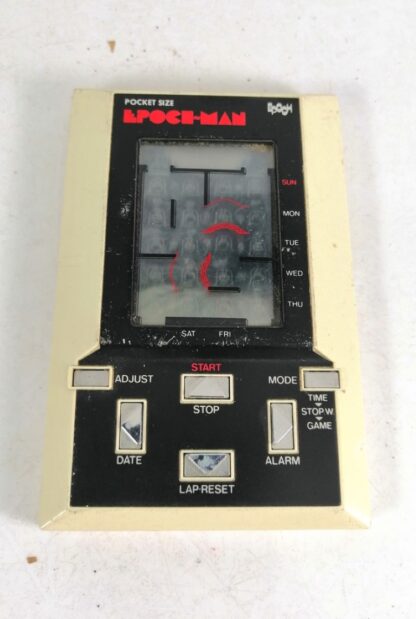 POCKET SIZE
EPOCH-MAN
EPOCH
SUN
MON
TUE
WED
THU
SAT FRI
START
ADJUST
MODE
STOP
TIME
STOP W.
GAME
DATE
ALARM
LAP·RESET